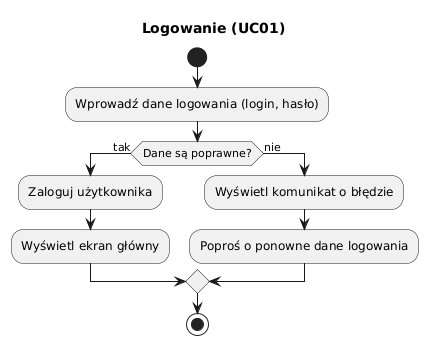 Logowanie (UC01)
Wprowadź dane logowania (login, hasło)
tak
Dane są poprawne?
nie
Zaloguj użytkownika
Wyświetl komunikat o błędzie
Wyświetl ekran główny
Poproś o ponowne dane logowania